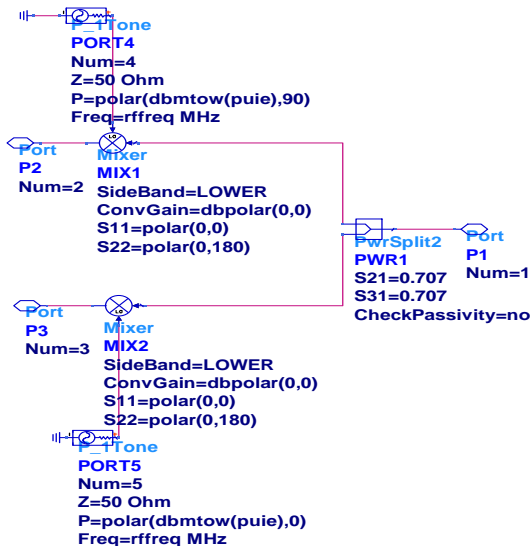 P_1Tone
PORT4
Num=4
Z=50 Ohm
P=polar(dbmtow(puie),90)
Freq=rffreq MHz
LO
Port
P2
Num=2
Mixer
MIX1
SideBand=LOWER
ConvGain=dbpolar(0,0)
S11=polar(0,0)
S22=polar(0,180)
PwrSplit2
PWR1
S21=0.707
S31=0.707
CheckPassivity=no
Port
P1
Num=1
Port
P3
Num=3
LO
Mixer
MIX2
SideBand=LOWER
ConvGain=dbpolar(0,0)
S11=polar(0,0)
S22=polar(0,180)
P_1Tone
PORT5
Num=5
Z=50 Ohm
P=polar(dbmtow(puie),0)
Freq=rffreq MHz